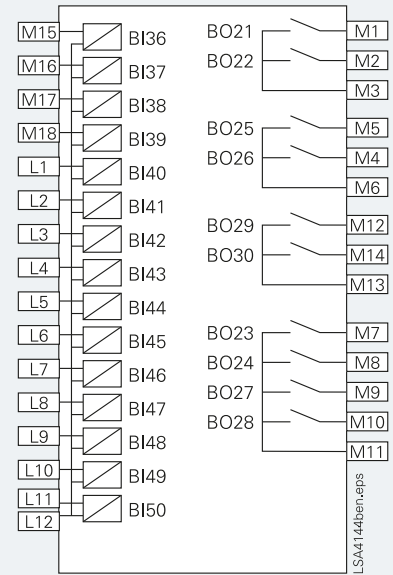 M15 BI36 BO21 M1
M16 BI37 BO22 M2
M17 BI38 M3
M18 BI39 BO25 M5
L1 BI40 BO26 M4
L2 BI41 M6
L3 BI42 BO29 M12
L4 BI43 BO30 M14
L5 BI44 M13
L6 BI45 BO23 M7
L7 BI46 BO24 M8
L8 BI47 BO27 M9
L9 BI48 BO28 M10
L10 BI49 M11
L11 BI50
L12
LSA4144ben.eps